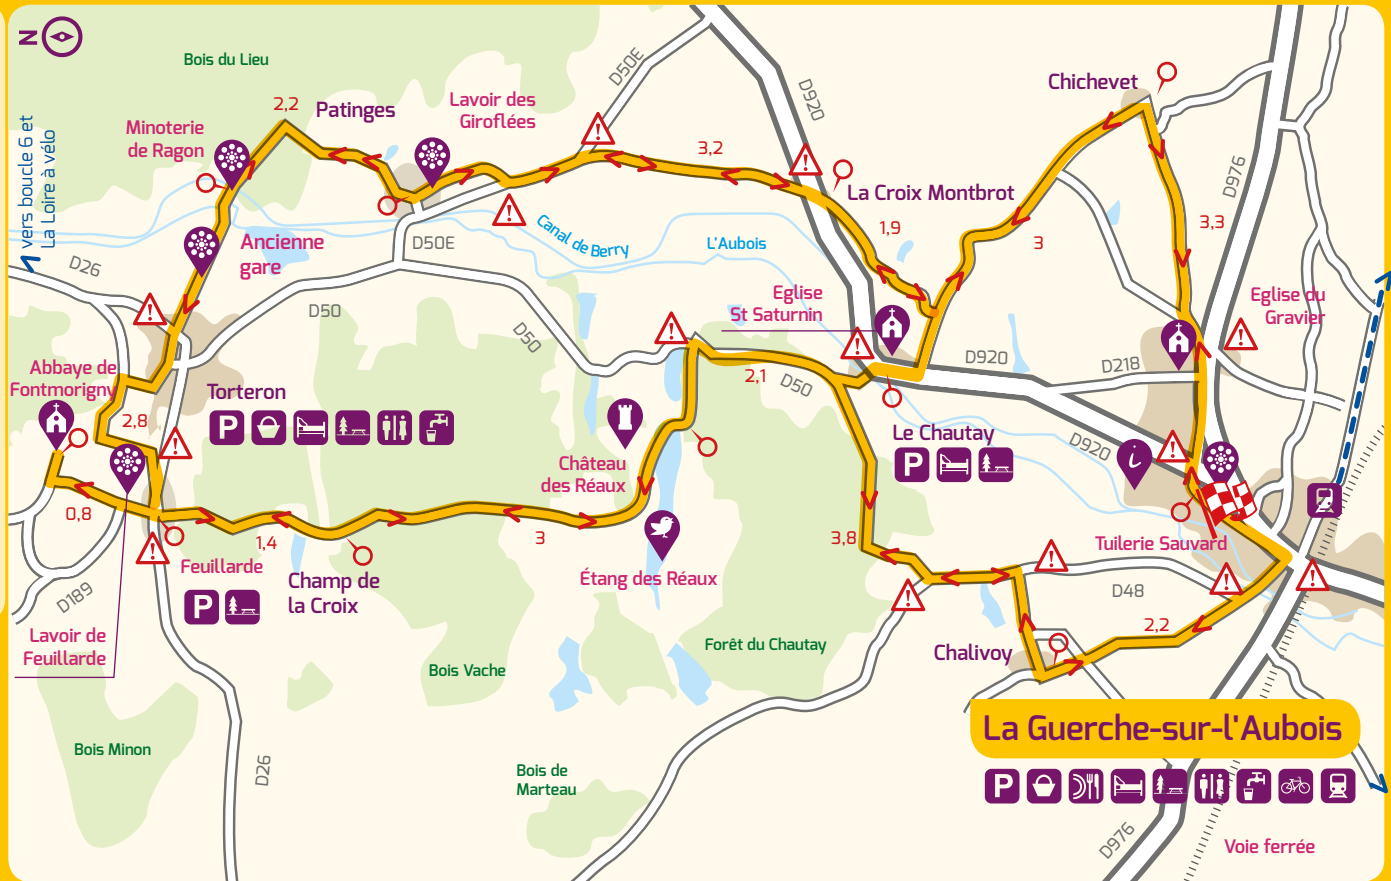 N
Bois du Lieu
2,2
Patinges
Lavoir des
Giroflées
D50E
D920
Chichevet
Minoterie
de Ragon
vers boucle 6 et
La Loire à vélo
3,2
La Croix Montbrot
D976
1,9
3
3,3
Ancienne
gare
D50E
Canal de Berry
L'Aubois
D26
D50
D50
Eglise
St Saturnin
Eglise du
Gravier
D920
D218
Abbaye de
Fontmorigny
Torteron
P
2,8
2,1
D50
Château
des Réaux
Le Chautay
P
D920
i
0,8
1,4
3
3,8
Tuilerie Sauvard
Feuillarde
P
Champ de
la Croix
Étang des Réaux
D48
D189
2,2
Lavoir de
Feuillarde
Forêt du Chautay
Chalivoy
Bois Vache
La Guerche-sur-l'Aubois
P
Bois Minon
D26
Bois de
Marteau
D976
Voie ferrée